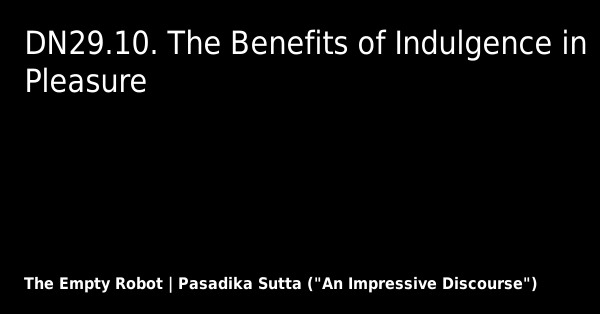 DN29.10. The Benefits of Indulgence in
Pleasure
The Empty Robot | Pasadika Sutta ("An Impressive Discourse")